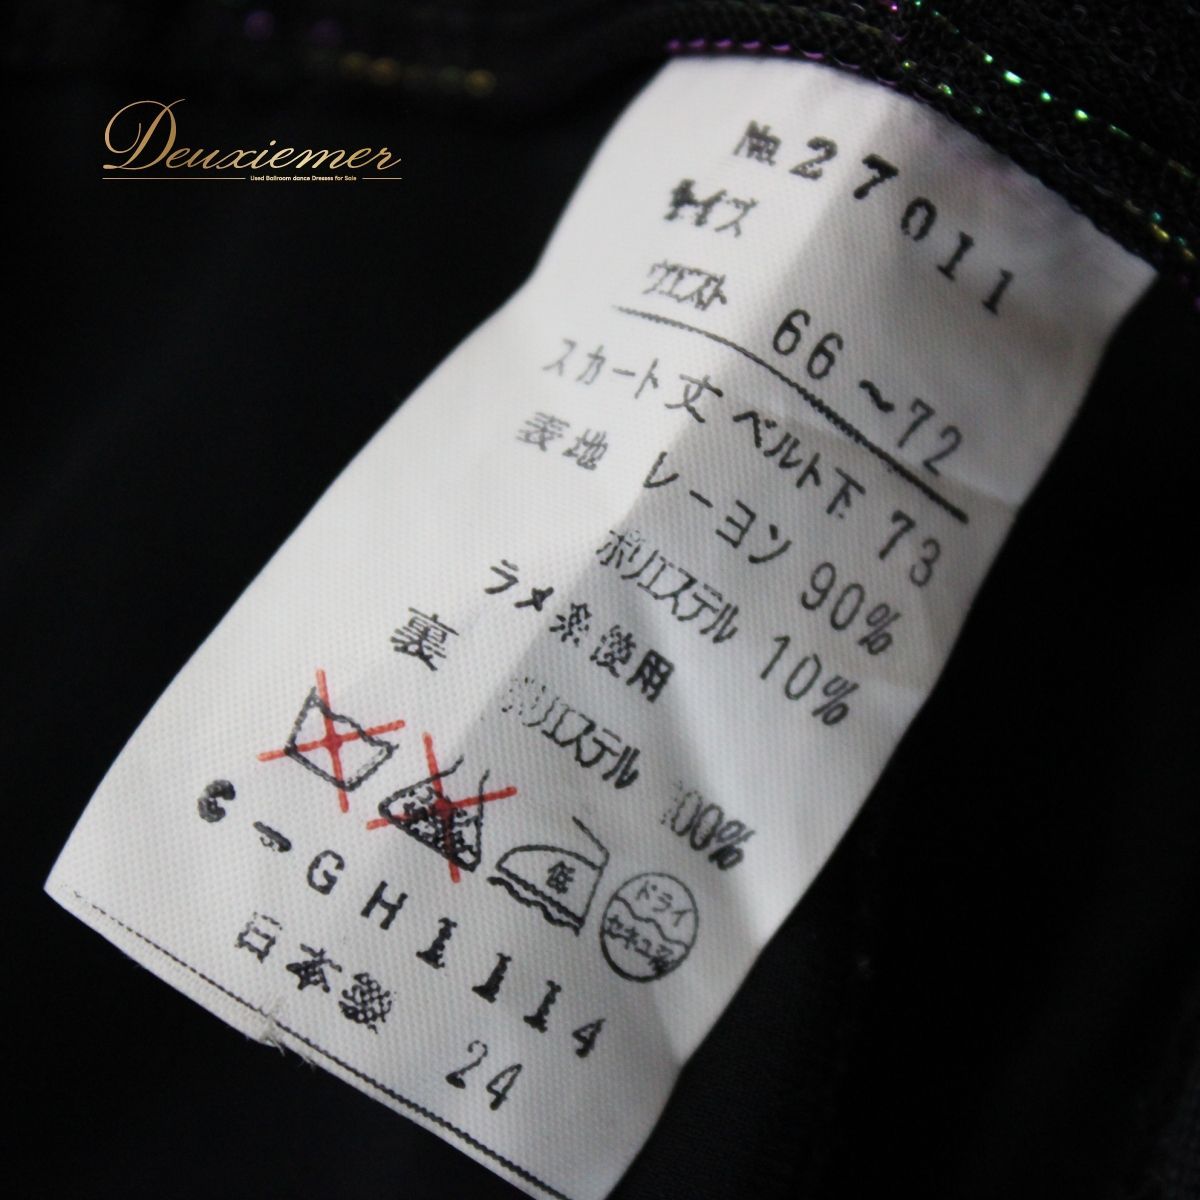 Deuxiemer
Used Ballroom dance Dresses for Sale
№27011
サイズ
ウエスト 66～72
スカート丈 ベルト下 73
表地 レーヨン 90%
ポリエステル 10%
ラメ糸使用
裏 ポリエステル 100%
低
ドライ
セキユ系
6-GH1114
日本製 24